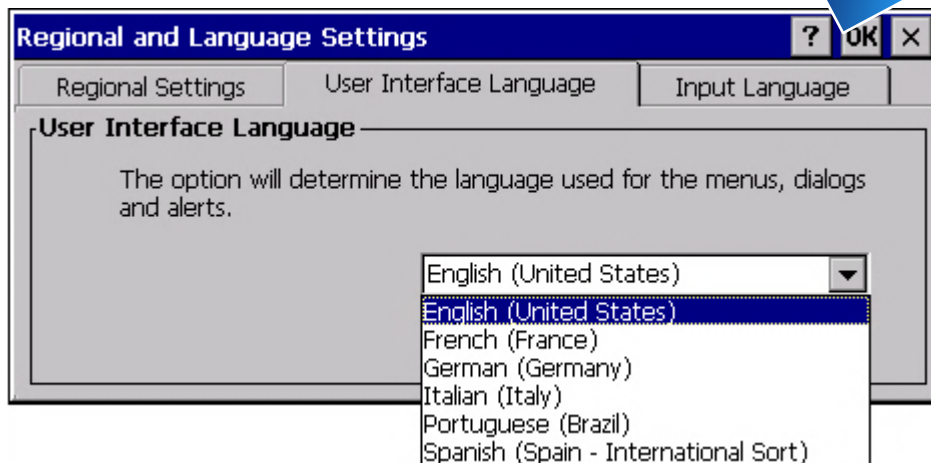 Regional and Language Settings ? OK ×
Regional Settings User Interface Language Input Language
User Interface Language
The option will determine the language used for the menus, dialogs
and alerts.
English (United States)
English (United States)
French (France)
German (Germany)
Italian (Italy)
Portuguese (Brazil)
Spanish (Spain - International Sort)